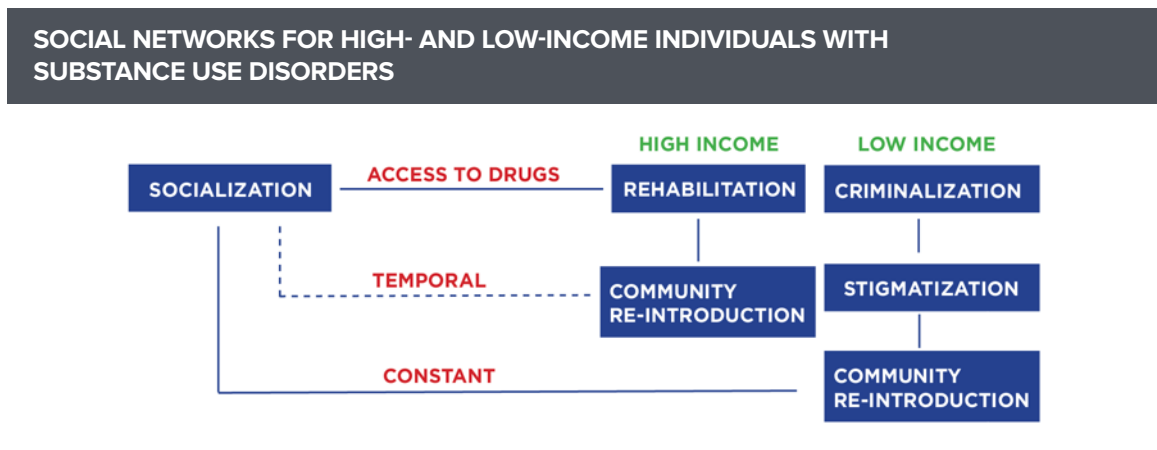 SOCIAL NETWORKS FOR HIGH- AND LOW-INCOME INDIVIDUALS WITH
SUBSTANCE USE DISORDERS
HIGH INCOME
LOW INCOME
SOCIALIZATION
ACCESS TO DRUGS
REHABILITATION
CRIMINALIZATION
TEMPORAL
COMMUNITY
RE-INTRODUCTION
STIGMATIZATION
CONSTANT
COMMUNITY
RE-INTRODUCTION